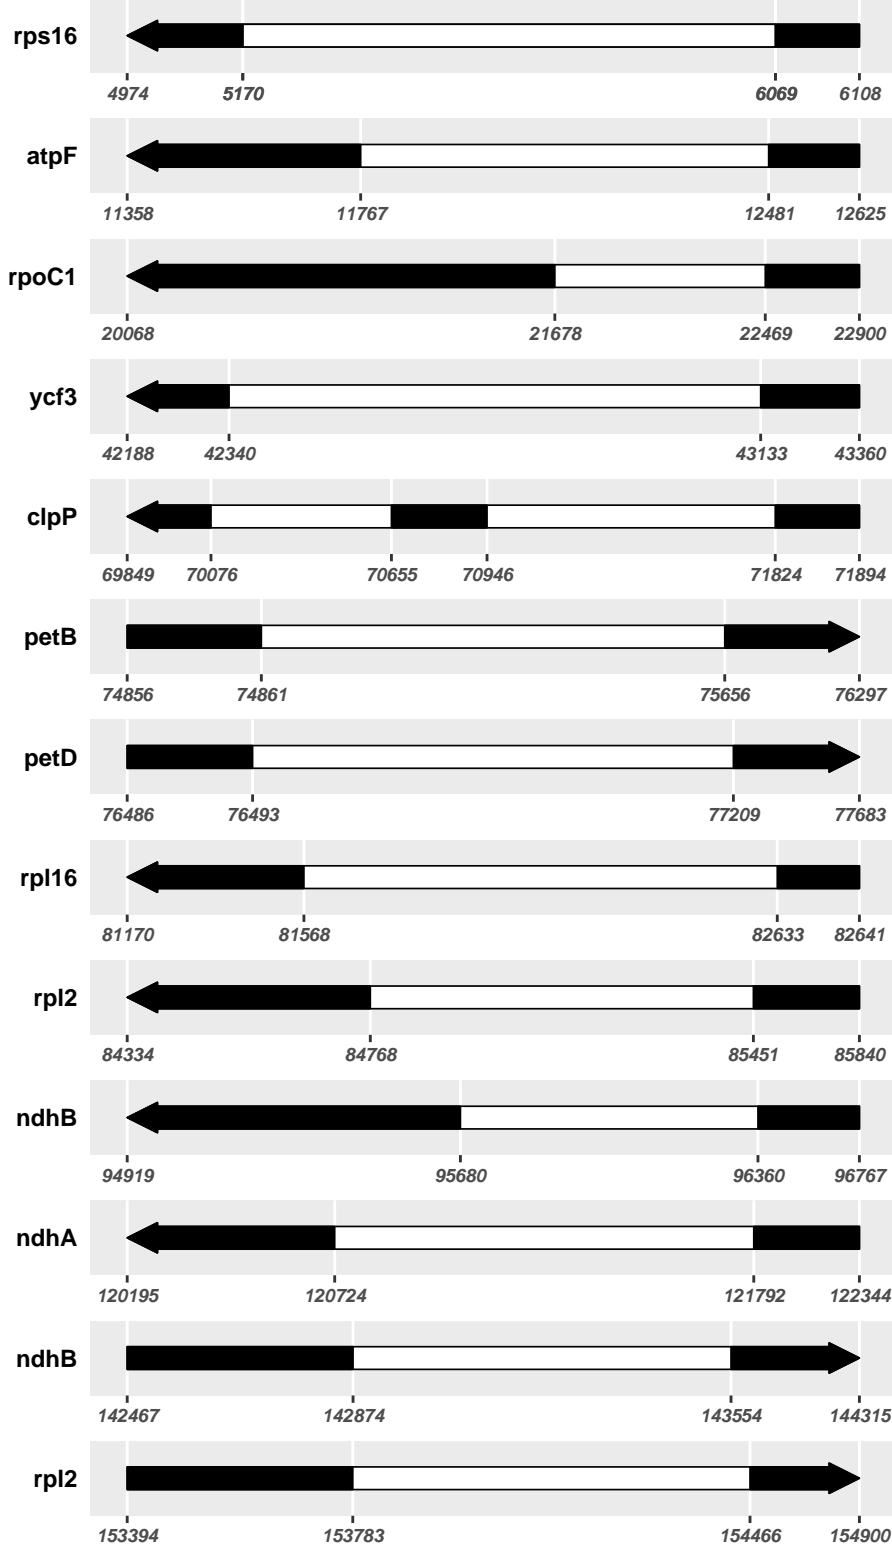 rps16
4974 5170 6069 6108
atpF
11358 11767 12481 12625
rpoC1
20068 21678 22469 22900
ycf3
42188 42340 43133 43360
clpP
69849 70076 70655 70946 71824 71894
petB
74856 74861 75656 76297
petD
76486 76493 77209 77683
rpl16
81170 81568 82633 82641
rpl2
84334 84768 85451 85840
ndhB
94919 95680 96360 96767
ndhA
120195 120724 121792 122344
ndhB
142467 142874 143554 144315
rpl2
153394 153783 154466 154900